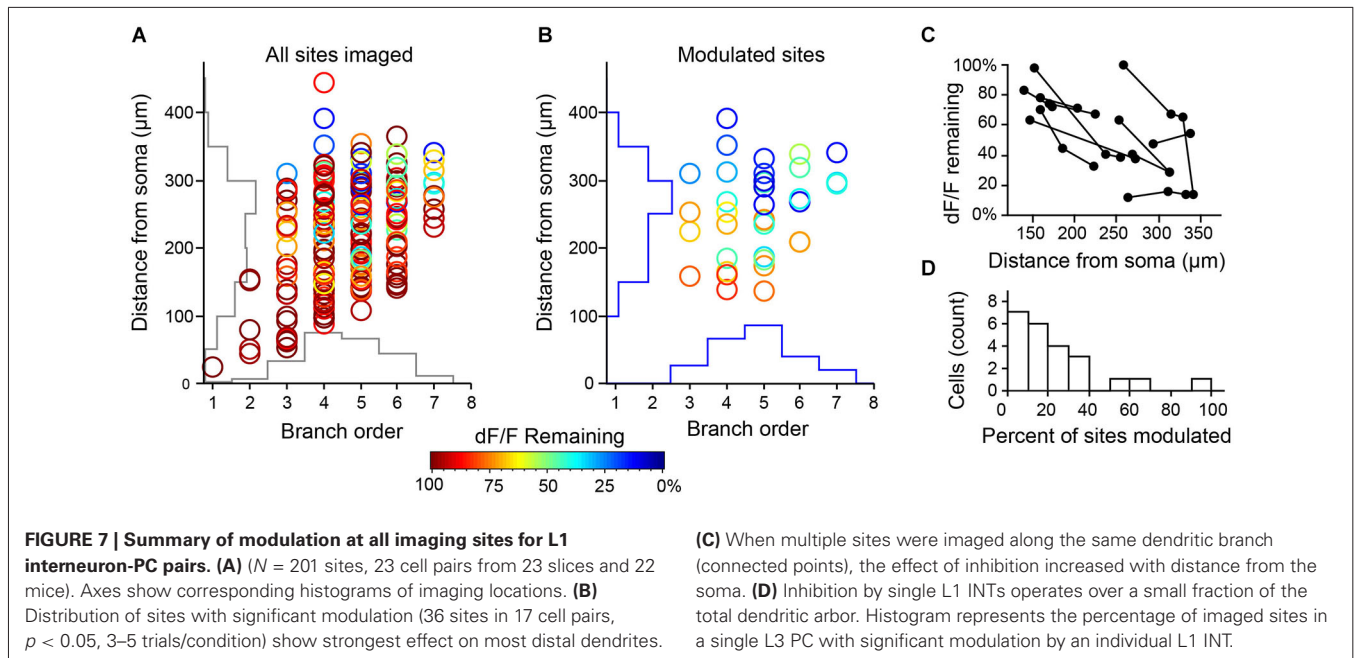 A
All sites imaged
Distance from soma (µm)
400
300
200
100
0
1 2 3 4 5 6 7 8
Branch order
B
Modulated sites
Distance from soma (µm)
400
300
200
100
0
1 2 3 4 5 6 7 8
Branch order
dF/F Remaining
100 75 50 25 0%
C
dF/F remaining
100%
80
60
40
20
0%
150 200 250 300 350
Distance from soma (µm)
D
Cells (count)
8
6
4
2
0
0 20 40 60 80 100
Percent of sites modulated
FIGURE 7 | Summary of modulation at all imaging sites for L1
interneuron-PC pairs. (A) (N = 201 sites, 23 cell pairs from 23 slices and 22
mice). Axes show corresponding histograms of imaging locations. (B)
Distribution of sites with significant modulation (36 sites in 17 cell pairs,
p < 0.05, 3–5 trials/condition) show strongest effect on most distal dendrites.
(C) When multiple sites were imaged along the same dendritic branch
(connected points), the effect of inhibition increased with distance from the
soma. (D) Inhibition by single L1 INTs operates over a small fraction of the
total dendritic arbor. Histogram represents the percentage of imaged sites in
a single L3 PC with significant modulation by an individual L1 INT.